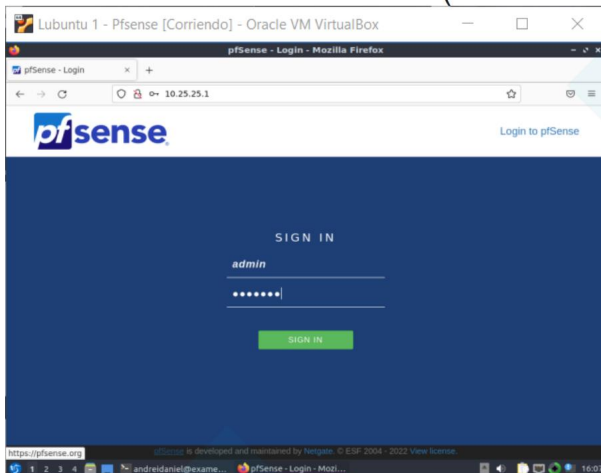 Lubuntu 1 - Pfsense [Corriendo] - Oracle VM VirtualBox
pfSense - Login - Mozilla Firefox
pfSense - Login
10.25.25.1
pfsense
Login to pfSense
SIGN IN
admin
SIGN IN
https://pfsense.org
pfSense is developed and maintained by Netgate. © ESF 2004 - 2022 View license.
1 2 3 4 andreidaniel@exame... pfSense - Login - Mozi... 16:07